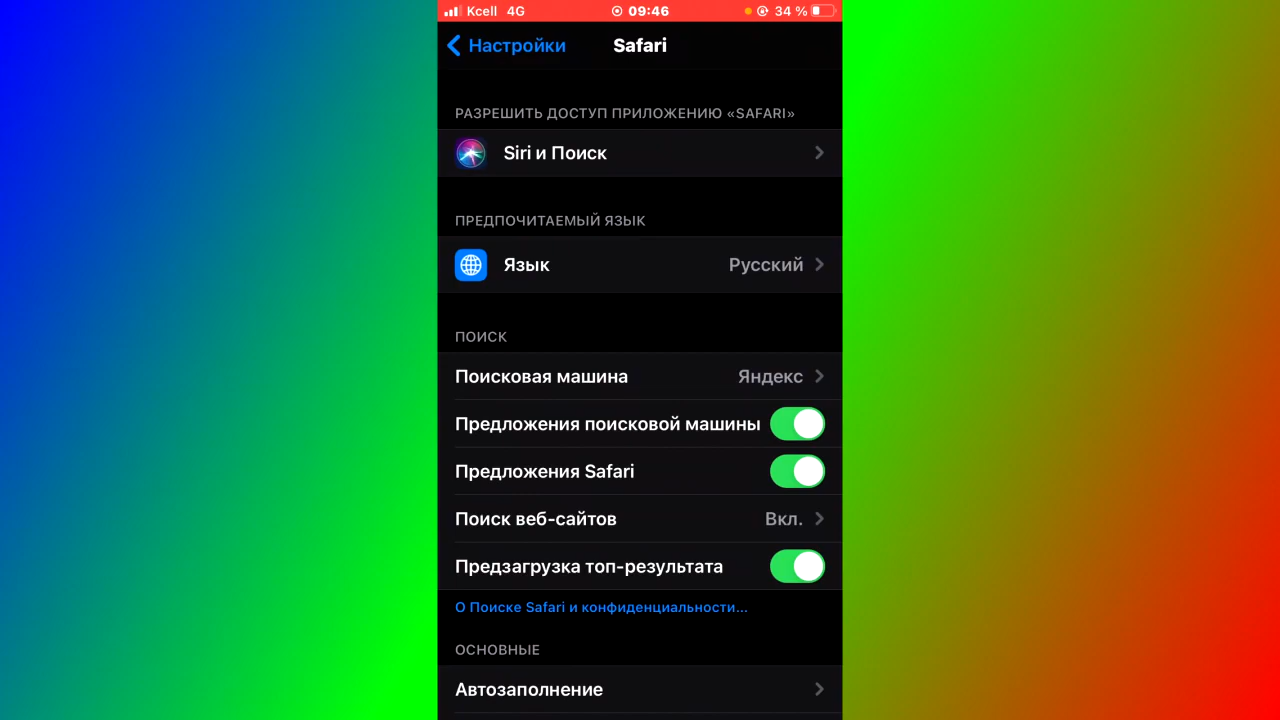 Kcell 4G 09:46 34 %
Настройки Safari
РАЗРЕШИТЬ ДОСТУП ПРИЛОЖЕНИЮ «SAFARI»
Siri и Поиск
ПРЕДПОЧИТАЕМЫЙ ЯЗЫК
Язык Русский
ПОИСК
Поисковая машина Яндекс
Предложения поисковой машины
Предложения Safari
Поиск веб-сайтов Вкл.
Предзагрузка топ-результата
О Поиске Safari и конфиденциальности...
ОСНОВНЫЕ
Автозаполнение